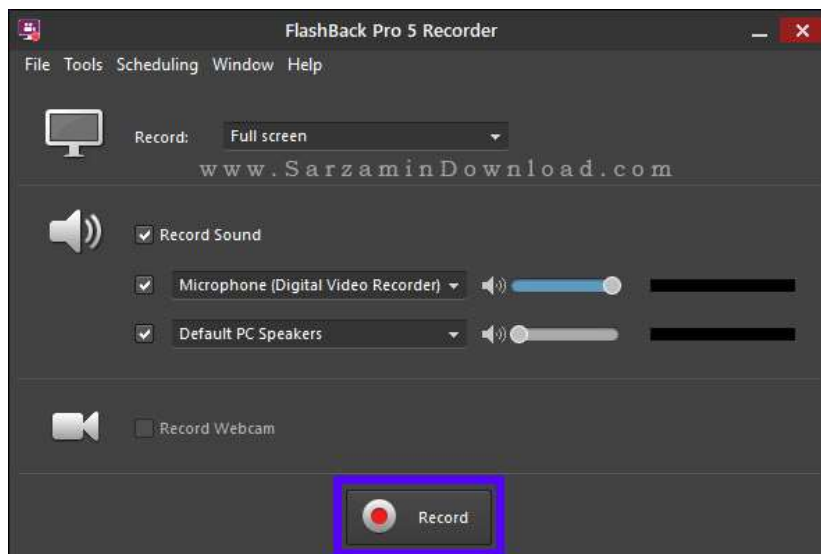 FlashBack Pro 5 Recorder
File Tools Scheduling Window Help
Record: Full screen
www.SarzaminDownload.com
Record Sound
Microphone (Digital Video Recorder)
Default PC Speakers
Record Webcam
Record